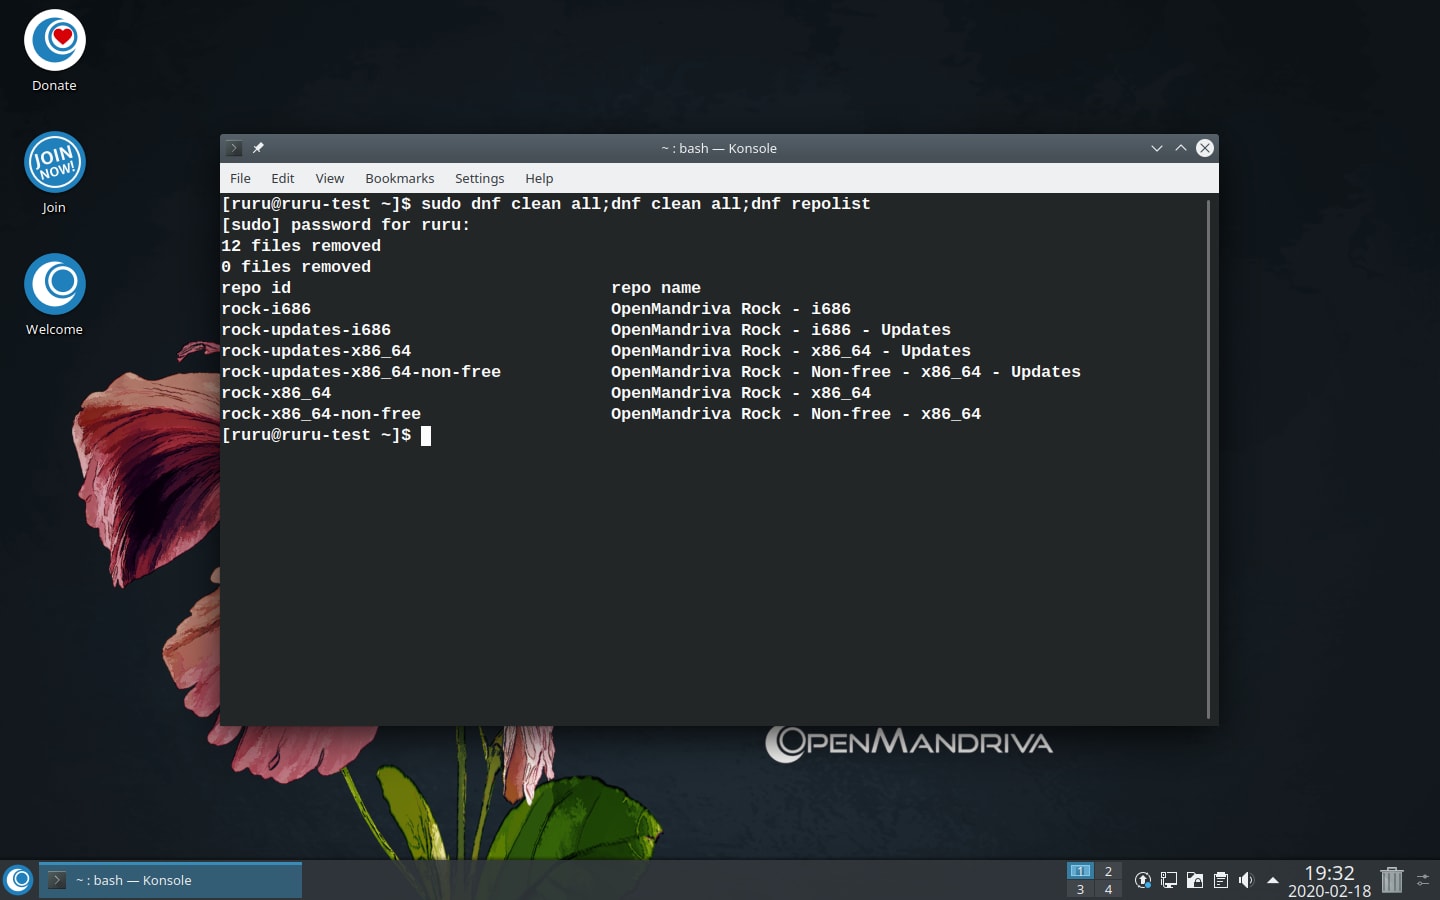 Donate
JOIN
NOW!
Join
Welcome
~ : bash — Konsole
File Edit View Bookmarks Settings Help
[ruru@ruru-test ~]$ sudo dnf clean all;dnf clean all;dnf repolist
[sudo] password for ruru:
12 files removed
0 files removed
repo id repo name
rock-i686 OpenMandriva Rock - i686
rock-updates-i686 OpenMandriva Rock - i686 - Updates
rock-updates-x86_64 OpenMandriva Rock - x86_64 - Updates
rock-updates-x86_64-non-free OpenMandriva Rock - Non-free - x86_64 - Updates
rock-x86_64 OpenMandriva Rock - x86_64
rock-x86_64-non-free OpenMandriva Rock - Non-free - x86_64
[ruru@ruru-test ~]$
OPENMANDRIVA
~ : bash — Konsole
1 2
3 4
19:32
2020-02-18